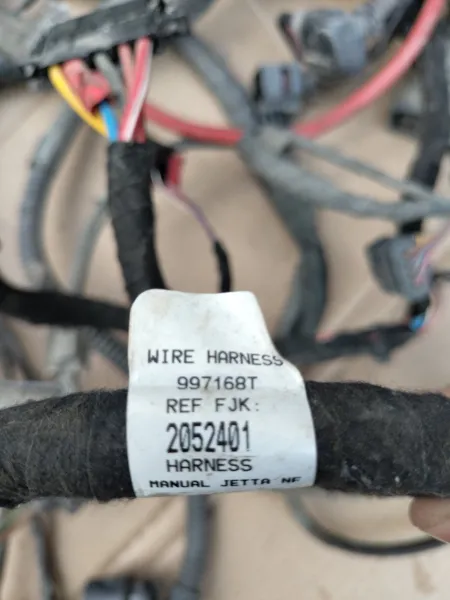 WIRE HARNESS
997168T
REF FJK:
2052401
HARNESS
MANUAL JETTA NF